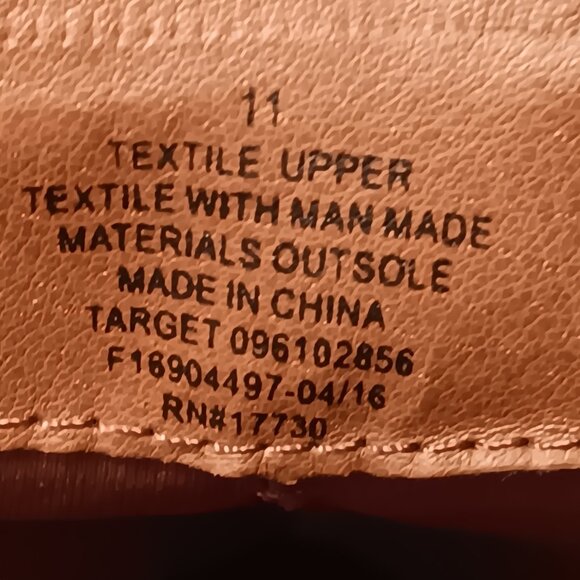 11
TEXTILE UPPER
TEXTILE WITH MAN MADE
MATERIALS OUTSOLE
MADE IN CHINA
TARGET 096102856
F16904497-04/16
RN#17730